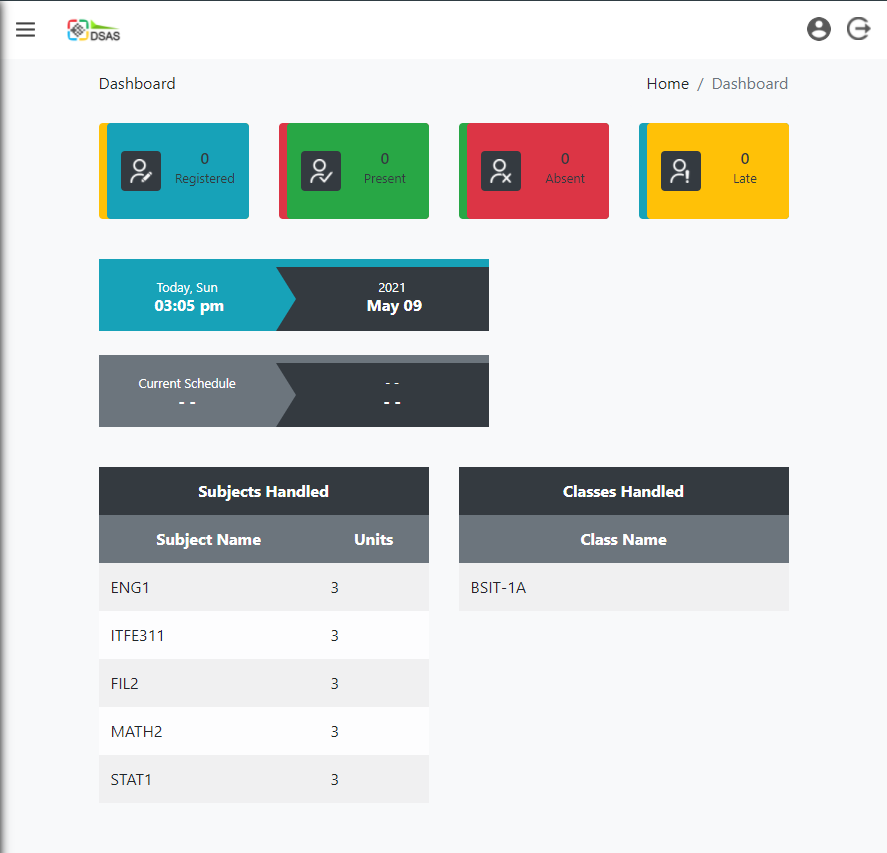 DSAS
Dashboard
Home / Dashboard
0
Registered
0
Present
0
Absent
0
Late
Today, Sun
03:05 pm
2021
May 09
Current Schedule
- -
- -
- -
Subjects Handled
Subject Name Units
ENG1 3
ITFE311 3
FIL2 3
MATH2 3
STAT1 3
Classes Handled
Class Name
BSIT-1A